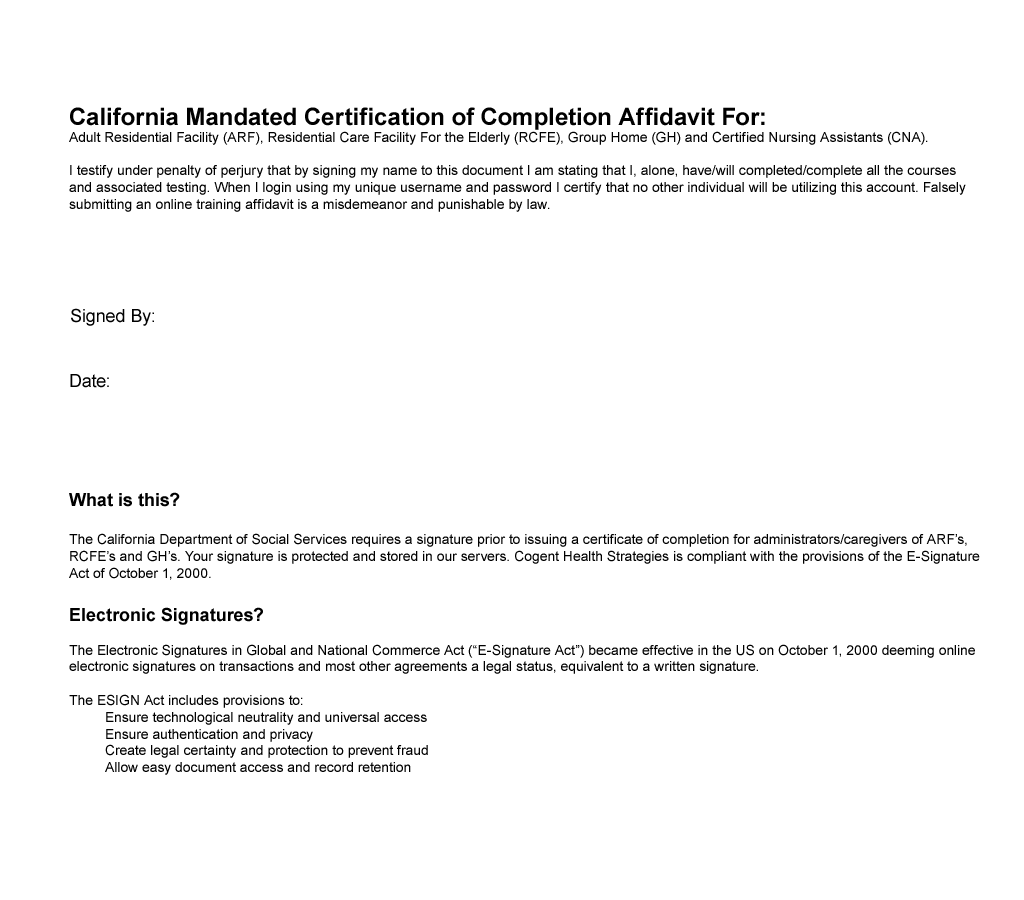 California Mandated Certification of Completion Affidavit For:
Adult Residential Facility (ARF), Residential Care Facility For the Elderly (RCFE), Group Home (GH) and Certified Nursing Assistants (CNA).
I testify under penalty of perjury that by signing my name to this document I am stating that I, alone, have/will completed/complete all the courses
and associated testing. When I login using my unique username and password I certify that no other individual will be utilizing this account. Falsely
submitting an online training affidavit is a misdemeanor and punishable by law.
Signed By:
Date:
What is this?
The California Department of Social Services requires a signature prior to issuing a certificate of completion for administrators/caregivers of ARF’s,
RCFE’s and GH’s. Your signature is protected and stored in our servers. Cogent Health Strategies is compliant with the provisions of the E-Signature
Act of October 1, 2000.
Electronic Signatures?
The Electronic Signatures in Global and National Commerce Act (“E-Signature Act”) became effective in the US on October 1, 2000 deeming online
electronic signatures on transactions and most other agreements a legal status, equivalent to a written signature.
The ESIGN Act includes provisions to:
Ensure technological neutrality and universal access
Ensure authentication and privacy
Create legal certainty and protection to prevent fraud
Allow easy document access and record retention